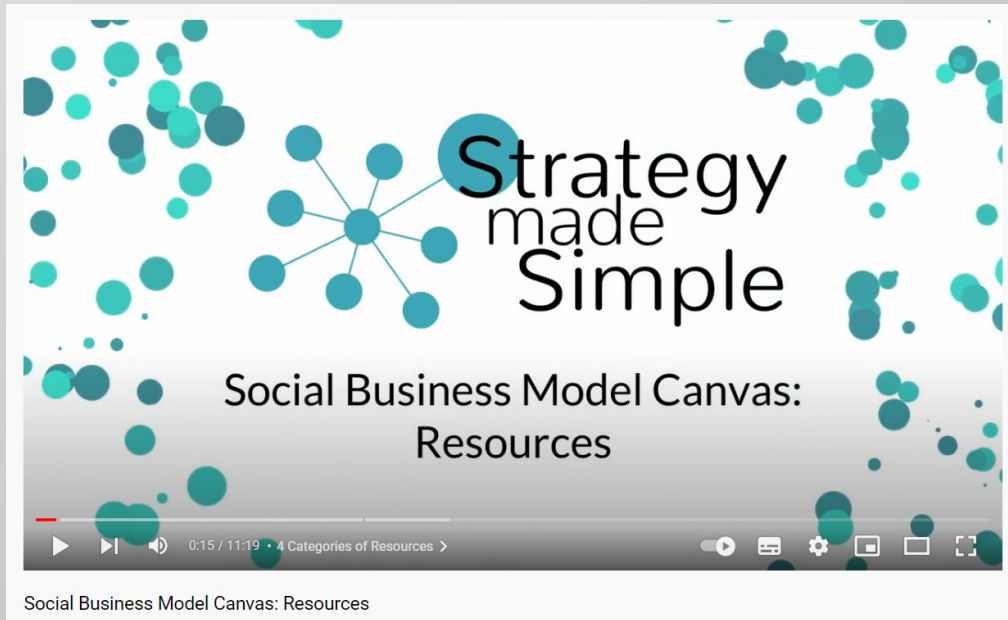 Strategy
made
Simple
Social Business Model Canvas:
Resources
0:15 / 11:19 • 4 Categories of Resources >
Social Business Model Canvas: Resources